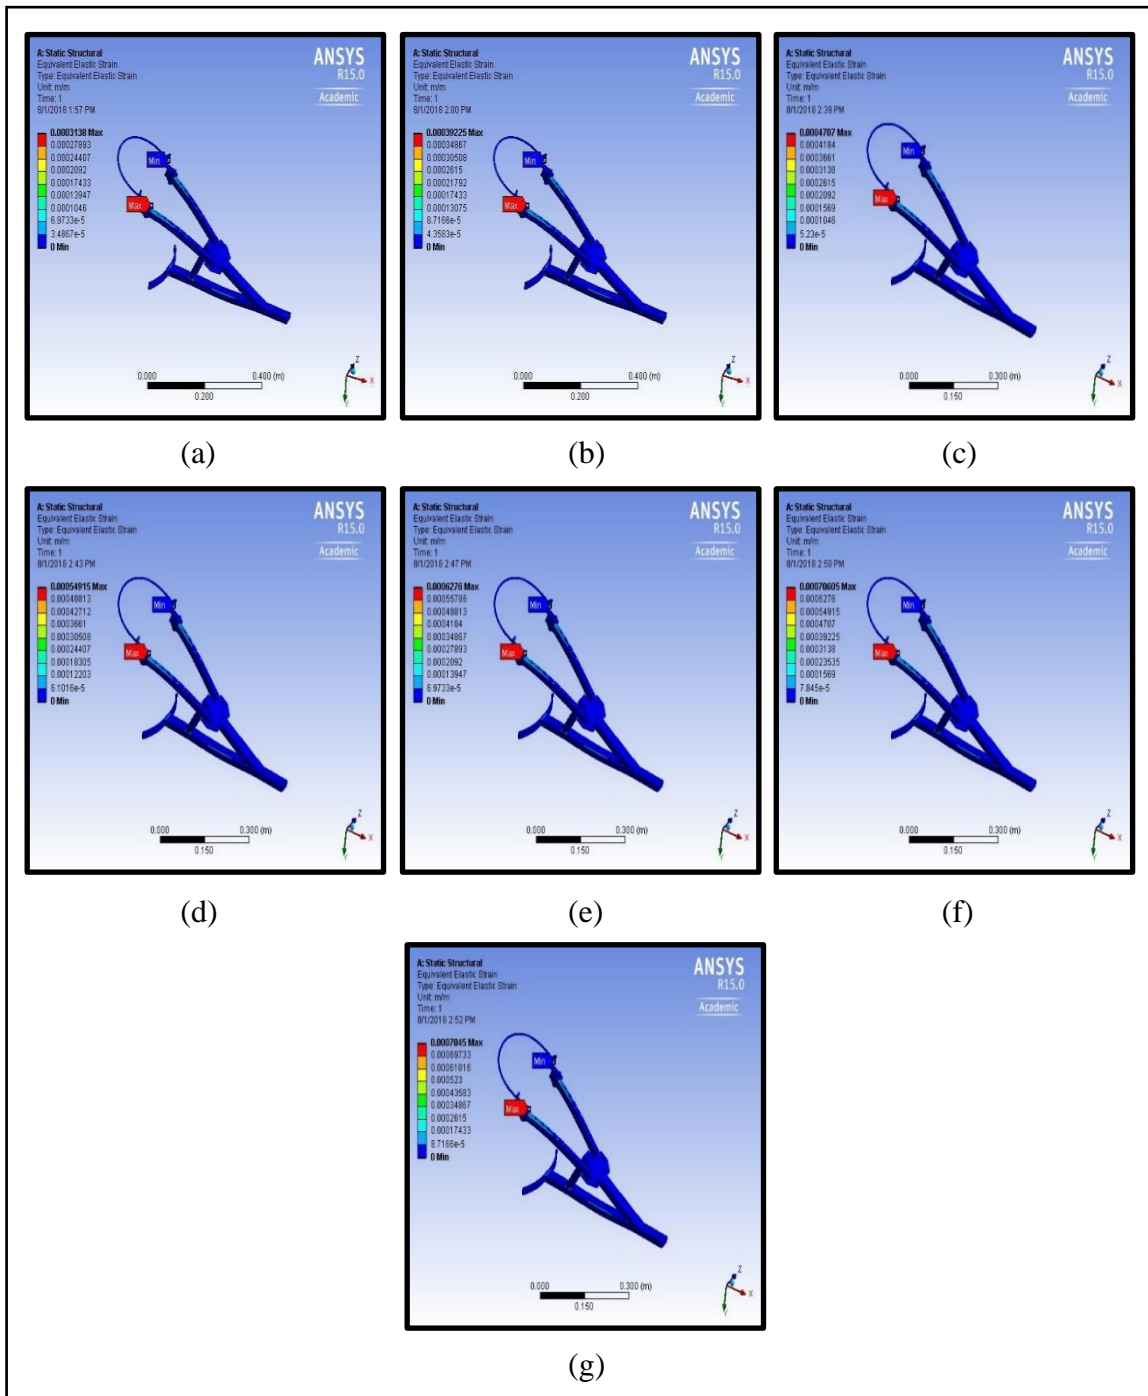 A: Static Structural
Equivalent Elastic Strain
Type: Equivalent Elastic Strain
Unit: m/m
Time: 1
8/1/2018 1:57 PM
ANSYS
R15.0
Academic
0.0003138 Max
0.00027893
0.00024407
0.0002092
0.00017433
0.00013947
0.0001046
6.9733e-5
3.4867e-5
0 Min
Min
Max
0.000
0.400 (m)
0.200
Z
X
Y
(a)
A: Static Structural
Equivalent Elastic Strain
Type: Equivalent Elastic Strain
Unit: m/m
Time: 1
8/1/2018 2:00 PM
ANSYS
R15.0
Academic
0.00039225 Max
0.00034867
0.00030508
0.0002615
0.00021792
0.00017433
0.00013075
8.7166e-5
4.3583e-5
0 Min
Min
Max
0.000
0.400 (m)
0.200
Z
X
Y
(b)
A: Static Structural
Equivalent Elastic Strain
Type: Equivalent Elastic Strain
Unit: m/m
Time: 1
8/1/2018 2:39 PM
ANSYS
R15.0
Academic
0.0004707 Max
0.0004184
0.0003661
0.0003138
0.0002615
0.0002092
0.0001569
0.0001046
5.23e-5
0 Min
Min
Max
0.000
0.300 (m)
0.150
Z
X
Y
(c)
A: Static Structural
Equivalent Elastic Strain
Type: Equivalent Elastic Strain
Unit: m/m
Time: 1
8/1/2018 2:43 PM
ANSYS
R15.0
Academic
0.00054915 Max
0.00048813
0.00042712
0.0003661
0.00030508
0.00024407
0.00018305
0.00012203
6.1016e-5
0 Min
Min
Max
0.000
0.300 (m)
0.150
Z
X
Y
(d)
A: Static Structural
Equivalent Elastic Strain
Type: Equivalent Elastic Strain
Unit: m/m
Time: 1
8/1/2018 2:47 PM
ANSYS
R15.0
Academic
0.0006276 Max
0.00055786
0.00048813
0.0004184
0.00034867
0.00027893
0.0002092
0.00013947
6.9733e-5
0 Min
Min
Max
0.000
0.300 (m)
0.150
Z
X
Y
(e)
A: Static Structural
Equivalent Elastic Strain
Type: Equivalent Elastic Strain
Unit: m/m
Time: 1
8/1/2018 2:50 PM
ANSYS
R15.0
Academic
0.00070605 Max
0.0006276
0.00054915
0.0004707
0.00039225
0.0003138
0.00023535
0.0001569
7.845e-5
0 Min
Min
Max
0.000
0.300 (m)
0.150
Z
X
Y
(f)
A: Static Structural
Equivalent Elastic Strain
Type: Equivalent Elastic Strain
Unit: m/m
Time: 1
8/1/2018 2:52 PM
ANSYS
R15.0
Academic
0.0007845 Max
0.00069733
0.00061016
0.000523
0.00043583
0.00034867
0.0002615
0.00017433
8.7166e-5
0 Min
Min
Max
0.000
0.300 (m)
0.150
Z
X
Y
(g)